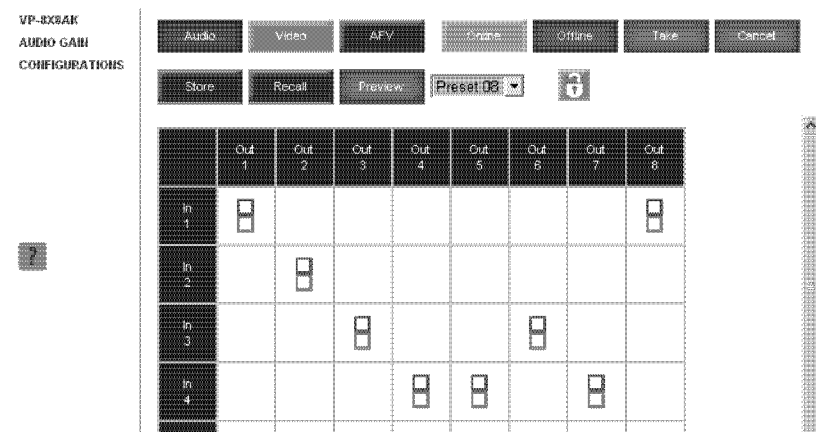 VP-8X8AK
AUDIO GAIN
CONFIGURATIONS
Audio Video AFV Online Offline Take Cancel
Store Recall Preview Preset 08
Out 1 Out 2 Out 3 Out 4 Out 5 Out 6 Out 7 Out 8
In 1
In 2
?
In 3
In 4